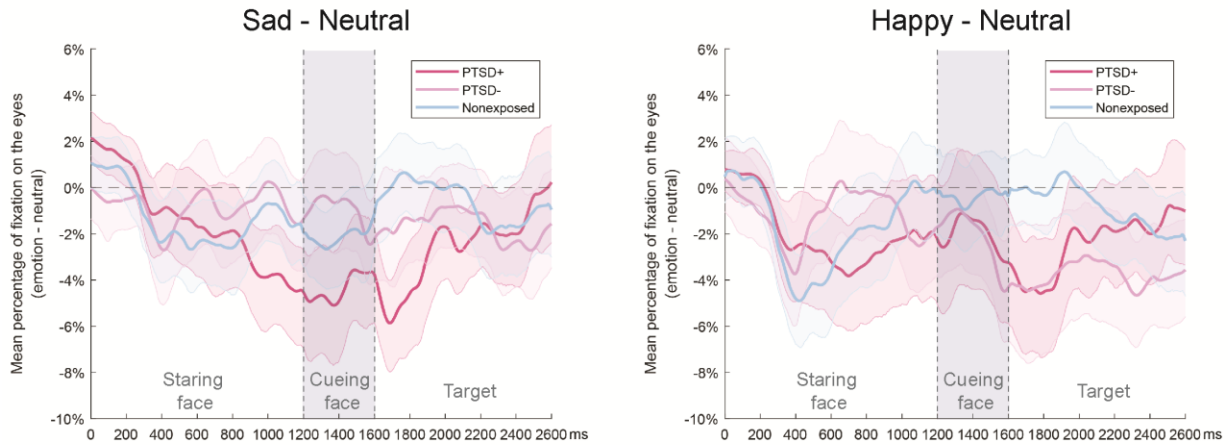 Sad - Neutral
Mean percentage of fixation on the eyes
(emotion - neutral)
6%
4%
2%
0%
-2%
-4%
-6%
-8%
-10%
PTSD+
PTSD-
Nonexposed
Staring
face
Cueing
face
Target
0 200 400 600 800 1000 1200 1400 1600 1800 2000 2200 2400 2600 ms
Happy - Neutral
Mean percentage of fixation on the eyes
(emotion - neutral)
6%
4%
2%
0%
-2%
-4%
-6%
-8%
-10%
PTSD+
PTSD-
Nonexposed
Staring
face
Cueing
face
Target
0 200 400 600 800 1000 1200 1400 1600 1800 2000 2200 2400 2600 ms